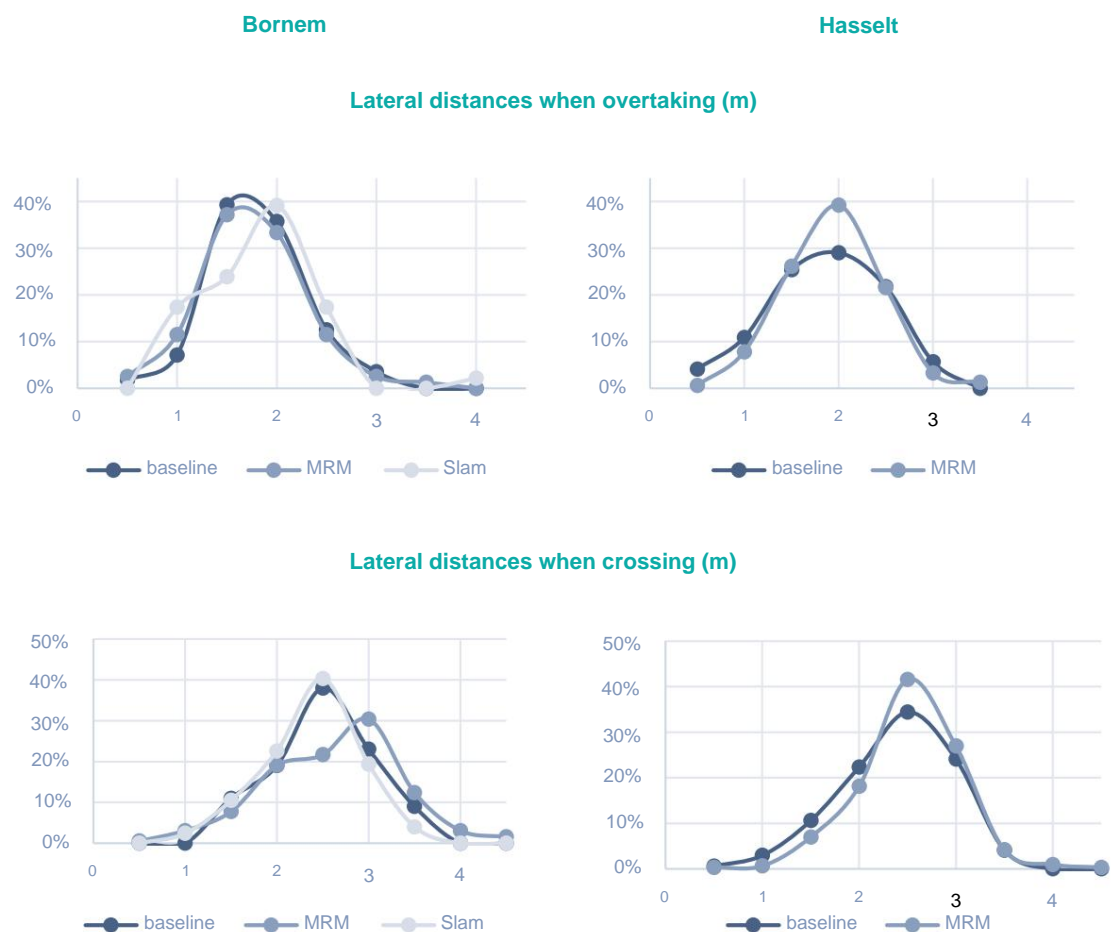 Bornem
Hasselt
Lateral distances when overtaking (m)
40%
30%
20%
10%
0%
0 1 2 3 4
baseline MRM Slam
40%
30%
20%
10%
0%
0 1 2 3 4
baseline MRM
Lateral distances when crossing (m)
50%
40%
30%
20%
10%
0%
0 1 2 3 4
baseline MRM Slam
50%
40%
30%
20%
10%
0%
0 1 2 3 4
baseline MRM